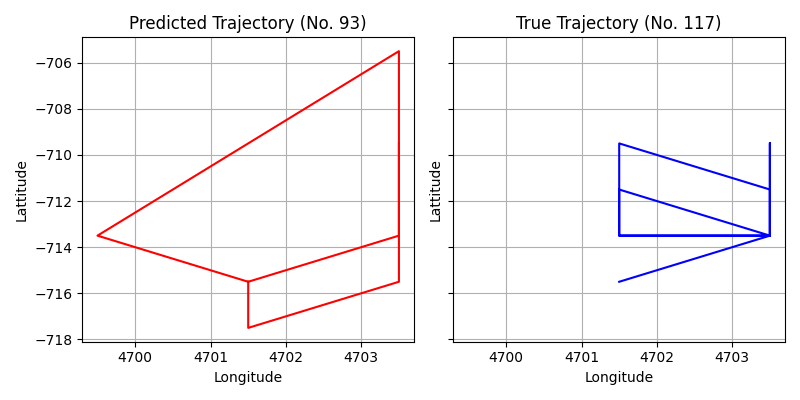 Predicted Trajectory (No. 93)
True Trajectory (No. 117)
−706
−708
−710
−712
−714
−716
−718
Lattitude
Lattitude
4700 4701 4702 4703
4700 4701 4702 4703
Longitude
Longitude